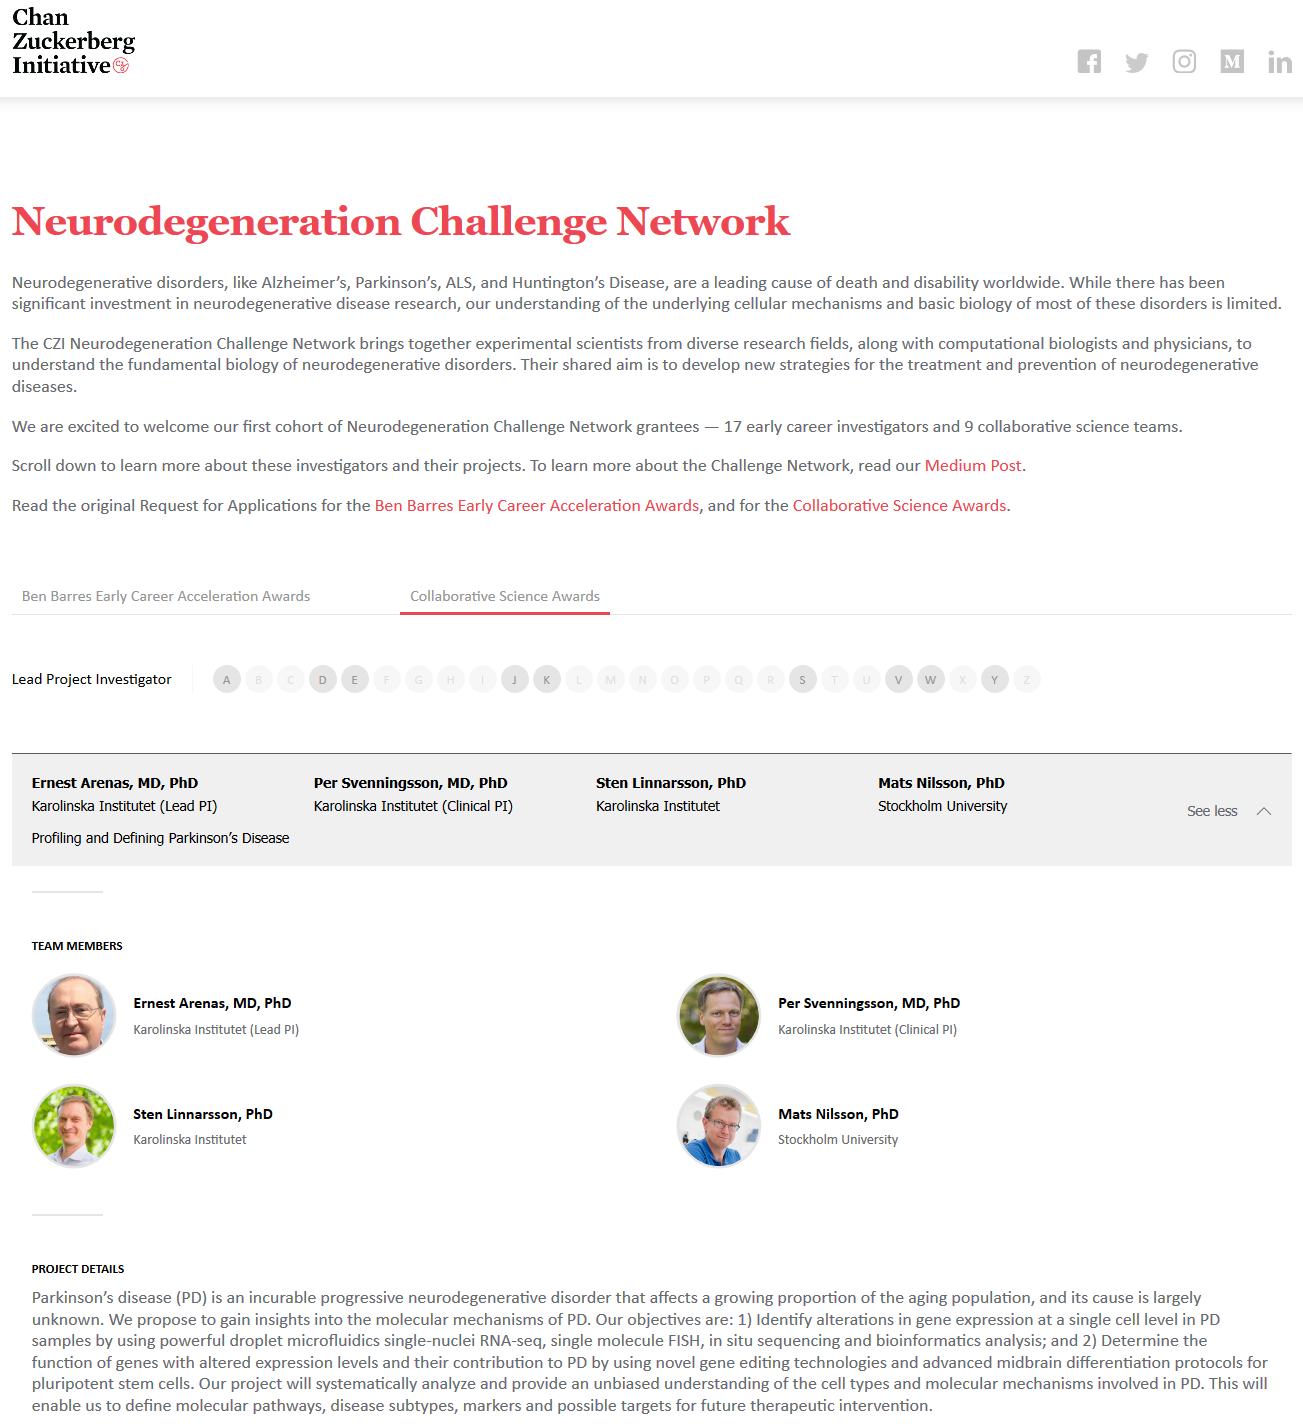 Chan
Zuckerberg
Initiative
Neurodegeneration Challenge Network
Neurodegenerative disorders, like Alzheimer’s, Parkinson’s, ALS, and Huntington’s Disease, are a leading cause of death and disability worldwide. While there has been
significant investment in neurodegenerative disease research, our understanding of the underlying cellular mechanisms and basic biology of most of these disorders is limited.
The CZI Neurodegeneration Challenge Network brings together experimental scientists from diverse research fields, along with computational biologists and physicians, to
understand the fundamental biology of neurodegenerative disorders. Their shared aim is to develop new strategies for the treatment and prevention of neurodegenerative
diseases.
We are excited to welcome our first cohort of Neurodegeneration Challenge Network grantees — 17 early career investigators and 9 collaborative science teams.
Scroll down to learn more about these investigators and their projects. To learn more about the Challenge Network, read our Medium Post.
Read the original Request for Applications for the Ben Barres Early Career Acceleration Awards, and for the Collaborative Science Awards.
Ben Barres Early Career Acceleration Awards Collaborative Science Awards
Lead Project Investigator A B C D E F G H I J K L M N O P Q R S T U V W X Y Z
Ernest Arenas, MD, PhD Per Svenningsson, MD, PhD Sten Linnarsson, PhD Mats Nilsson, PhD
Karolinska Institutet (Lead PI) Karolinska Institutet (Clinical PI) Karolinska Institutet Stockholm University
See less
Profiling and Defining Parkinson’s Disease
TEAM MEMBERS
Ernest Arenas, MD, PhD Per Svenningsson, MD, PhD
Karolinska Institutet (Lead PI) Karolinska Institutet (Clinical PI)
Sten Linnarsson, PhD Mats Nilsson, PhD
Karolinska Institutet Stockholm University
PROJECT DETAILS
Parkinson’s disease (PD) is an incurable progressive neurodegenerative disorder that affects a growing proportion of the aging population, and its cause is largely
unknown. We propose to gain insights into the molecular mechanisms of PD. Our objectives are: 1) Identify alterations in gene expression at a single cell level in PD
samples by using powerful droplet microfluidics single-nuclei RNA-seq, single molecule FISH, in situ sequencing and bioinformatics analysis; and 2) Determine the
function of genes with altered expression levels and their contribution to PD by using novel gene editing technologies and advanced midbrain differentiation protocols for
pluripotent stem cells. Our project will systematically analyze and provide an unbiased understanding of the cell types and molecular mechanisms involved in PD. This will
enable us to define molecular pathways, disease subtypes, markers and possible targets for future therapeutic intervention.